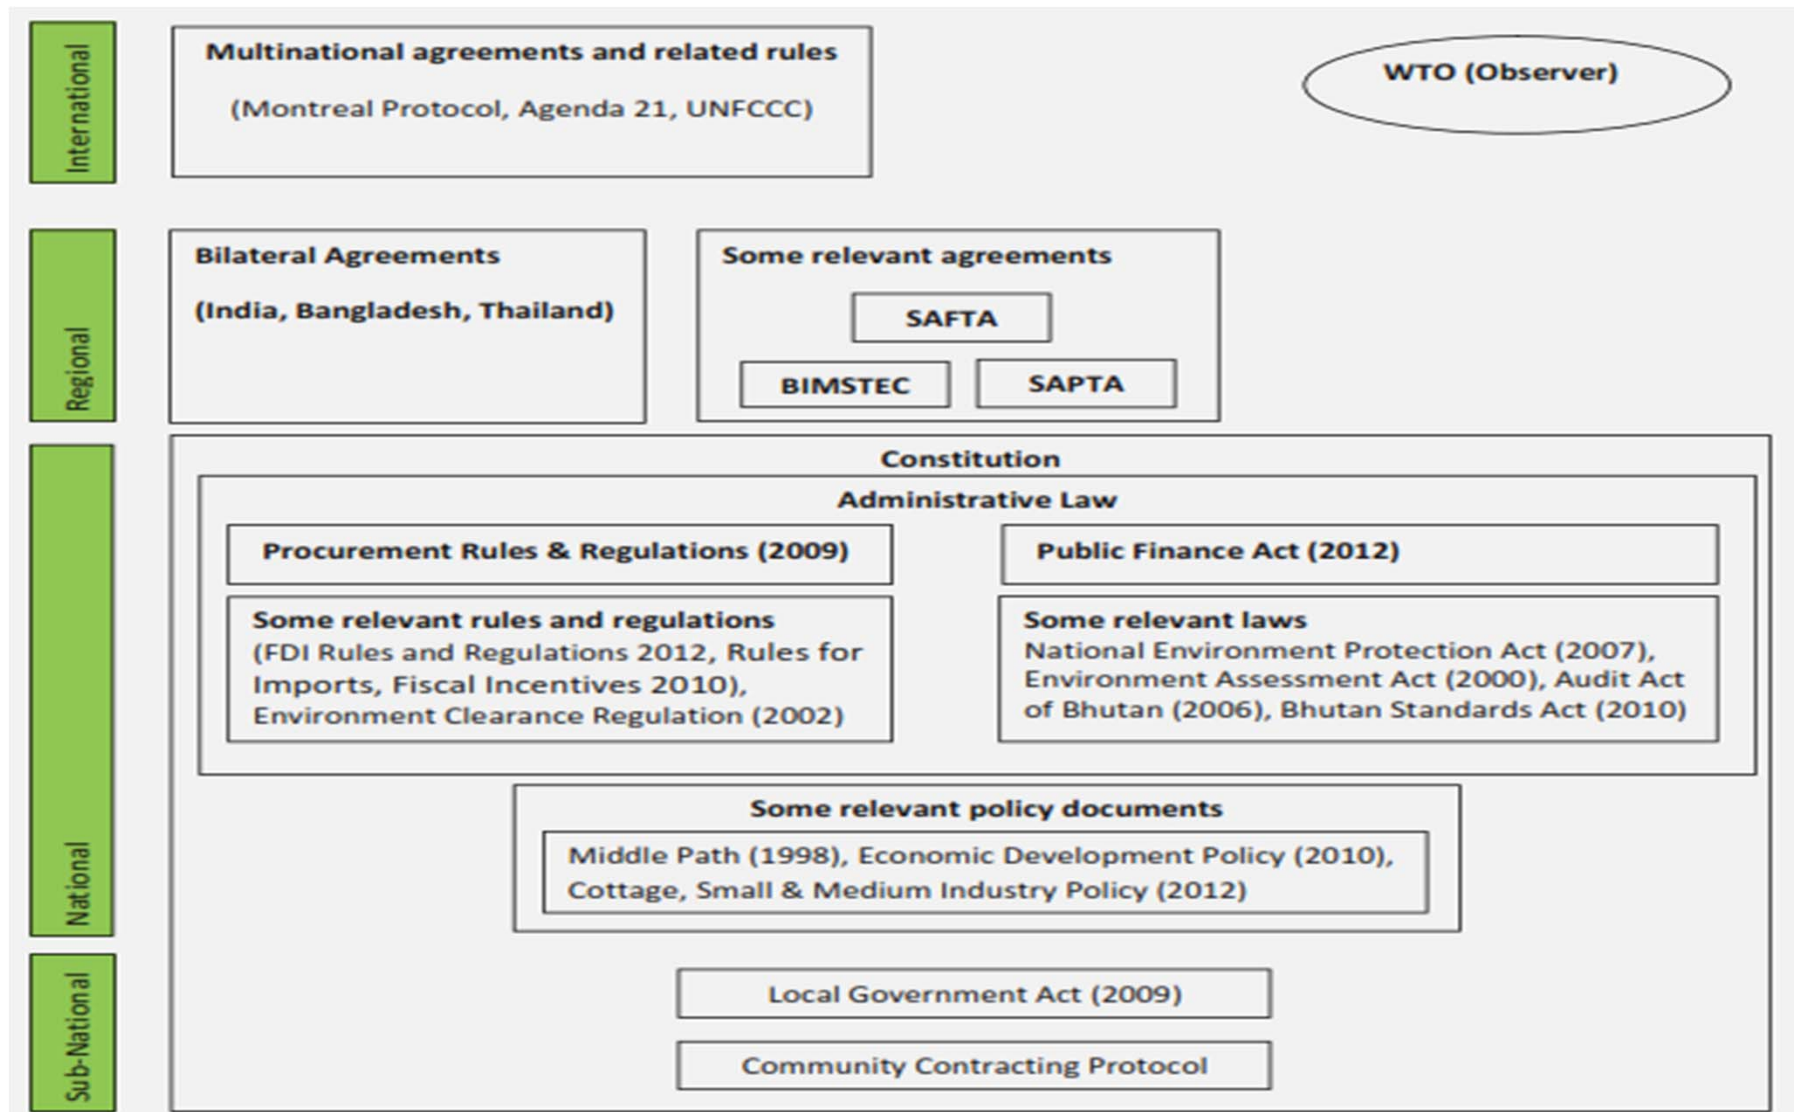 International
Multinational agreements and related rules
(Montreal Protocol, Agenda 21, UNFCCC)
WTO (Observer)
Regional
Bilateral Agreements
(India, Bangladesh, Thailand)
Some relevant agreements
SAFTA
BIMSTEC
SAPTA
National
Constitution
Administrative Law
Procurement Rules & Regulations (2009)
Public Finance Act (2012)
Some relevant rules and regulations
(FDI Rules and Regulations 2012, Rules for
Imports, Fiscal Incentives 2010),
Environment Clearance Regulation (2002)
Some relevant laws
National Environment Protection Act (2007),
Environment Assessment Act (2000), Audit Act
of Bhutan (2006), Bhutan Standards Act (2010)
Some relevant policy documents
Middle Path (1998), Economic Development Policy (2010),
Cottage, Small & Medium Industry Policy (2012)
Sub-National
Local Government Act (2009)
Community Contracting Protocol